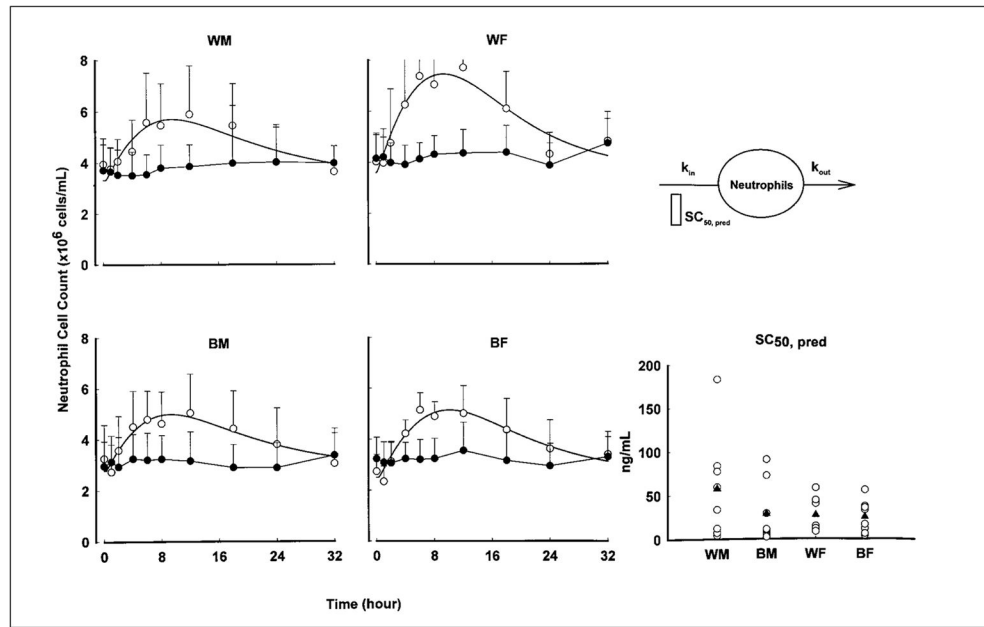 WM
WF
8
6
4
2
0
k_in
k_out
Neutrophils
SC_50, pred
Neutrophil Cell Count (x10^6 cells/mL)
BM
BF
8
6
4
2
0
0 8 16 24 32
0 8 16 24 32
Time (hour)
SC_50, pred
200
150
100
50
0
ng/mL
WM BM WF BF